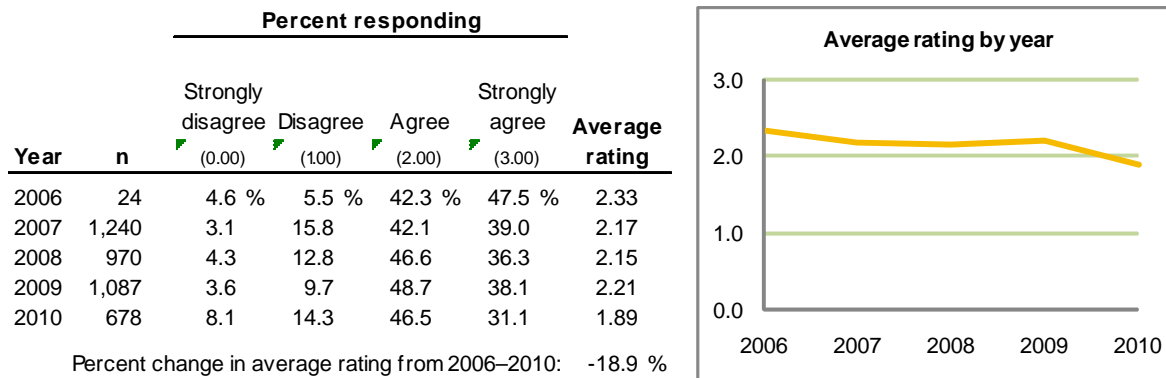 Percent responding
Strongly Strongly
disagree Disagree Agree agree Average
Year n (0.00) (1.00) (2.00) (3.00) rating
2006 24 4.6 % 5.5 % 42.3 % 47.5 % 2.33
2007 1,240 3.1 15.8 42.1 39.0 2.17
2008 970 4.3 12.8 46.6 36.3 2.15
2009 1,087 3.6 9.7 48.7 38.1 2.21
2010 678 8.1 14.3 46.5 31.1 1.89
Percent change in average rating from 2006–2010: -18.9 %
Average rating by year
3.0
2.0
1.0
0.0
2006 2007 2008 2009 2010